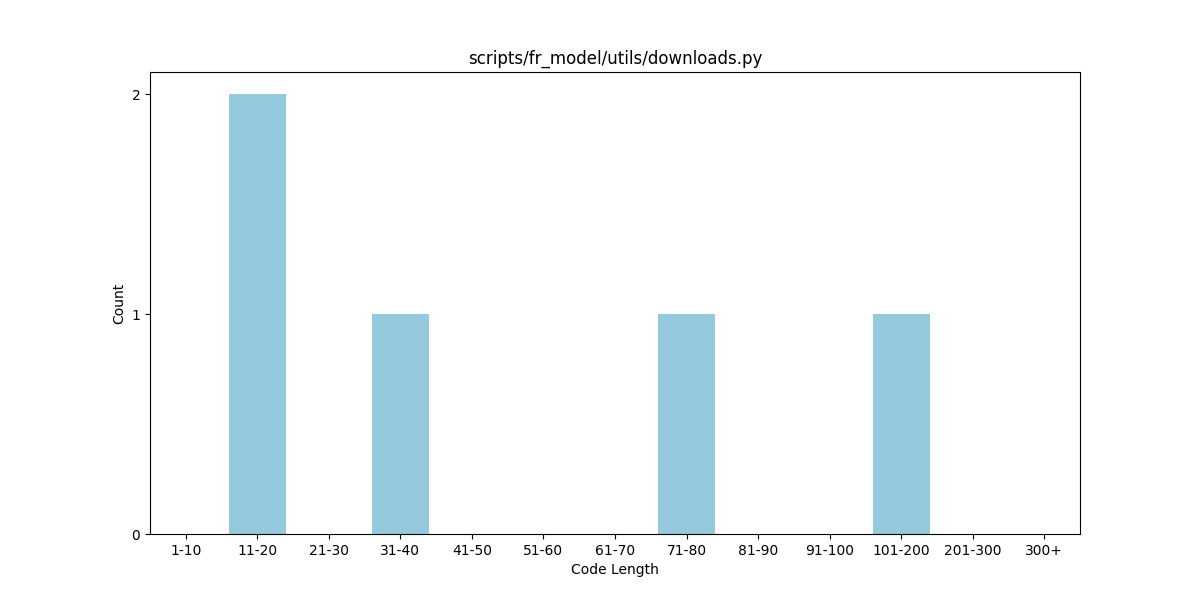 scripts/fr_model/utils/downloads.py
2
1
0
Count
1-10 11-20 21-30 31-40 41-50 51-60 61-70 71-80 81-90 91-100 101-200 201-300 300+
Code Length